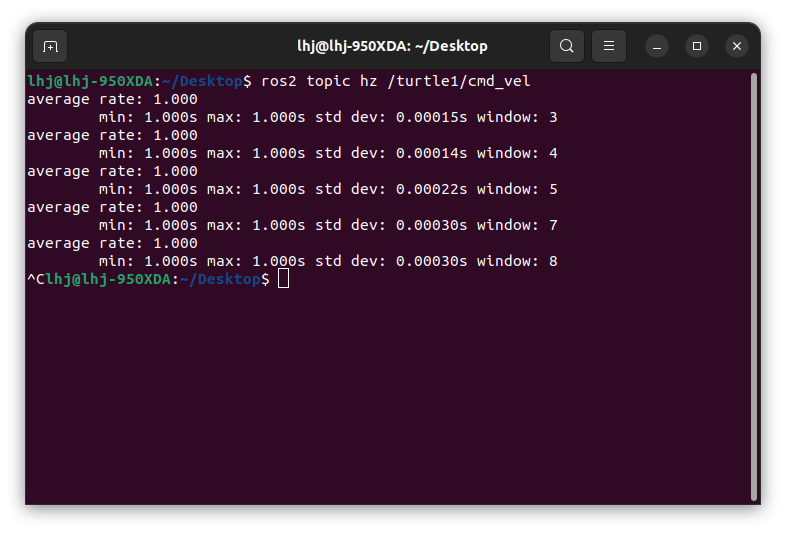 lhj@lhj-950XDA: ~/Desktop
lhj@lhj-950XDA:~/Desktop$ ros2 topic hz /turtle1/cmd_vel
average rate: 1.000
        min: 1.000s max: 1.000s std dev: 0.00015s window: 3
average rate: 1.000
        min: 1.000s max: 1.000s std dev: 0.00014s window: 4
average rate: 1.000
        min: 1.000s max: 1.000s std dev: 0.00022s window: 5
average rate: 1.000
        min: 1.000s max: 1.000s std dev: 0.00030s window: 7
average rate: 1.000
        min: 1.000s max: 1.000s std dev: 0.00030s window: 8
^Clhj@lhj-950XDA:~/Desktop$